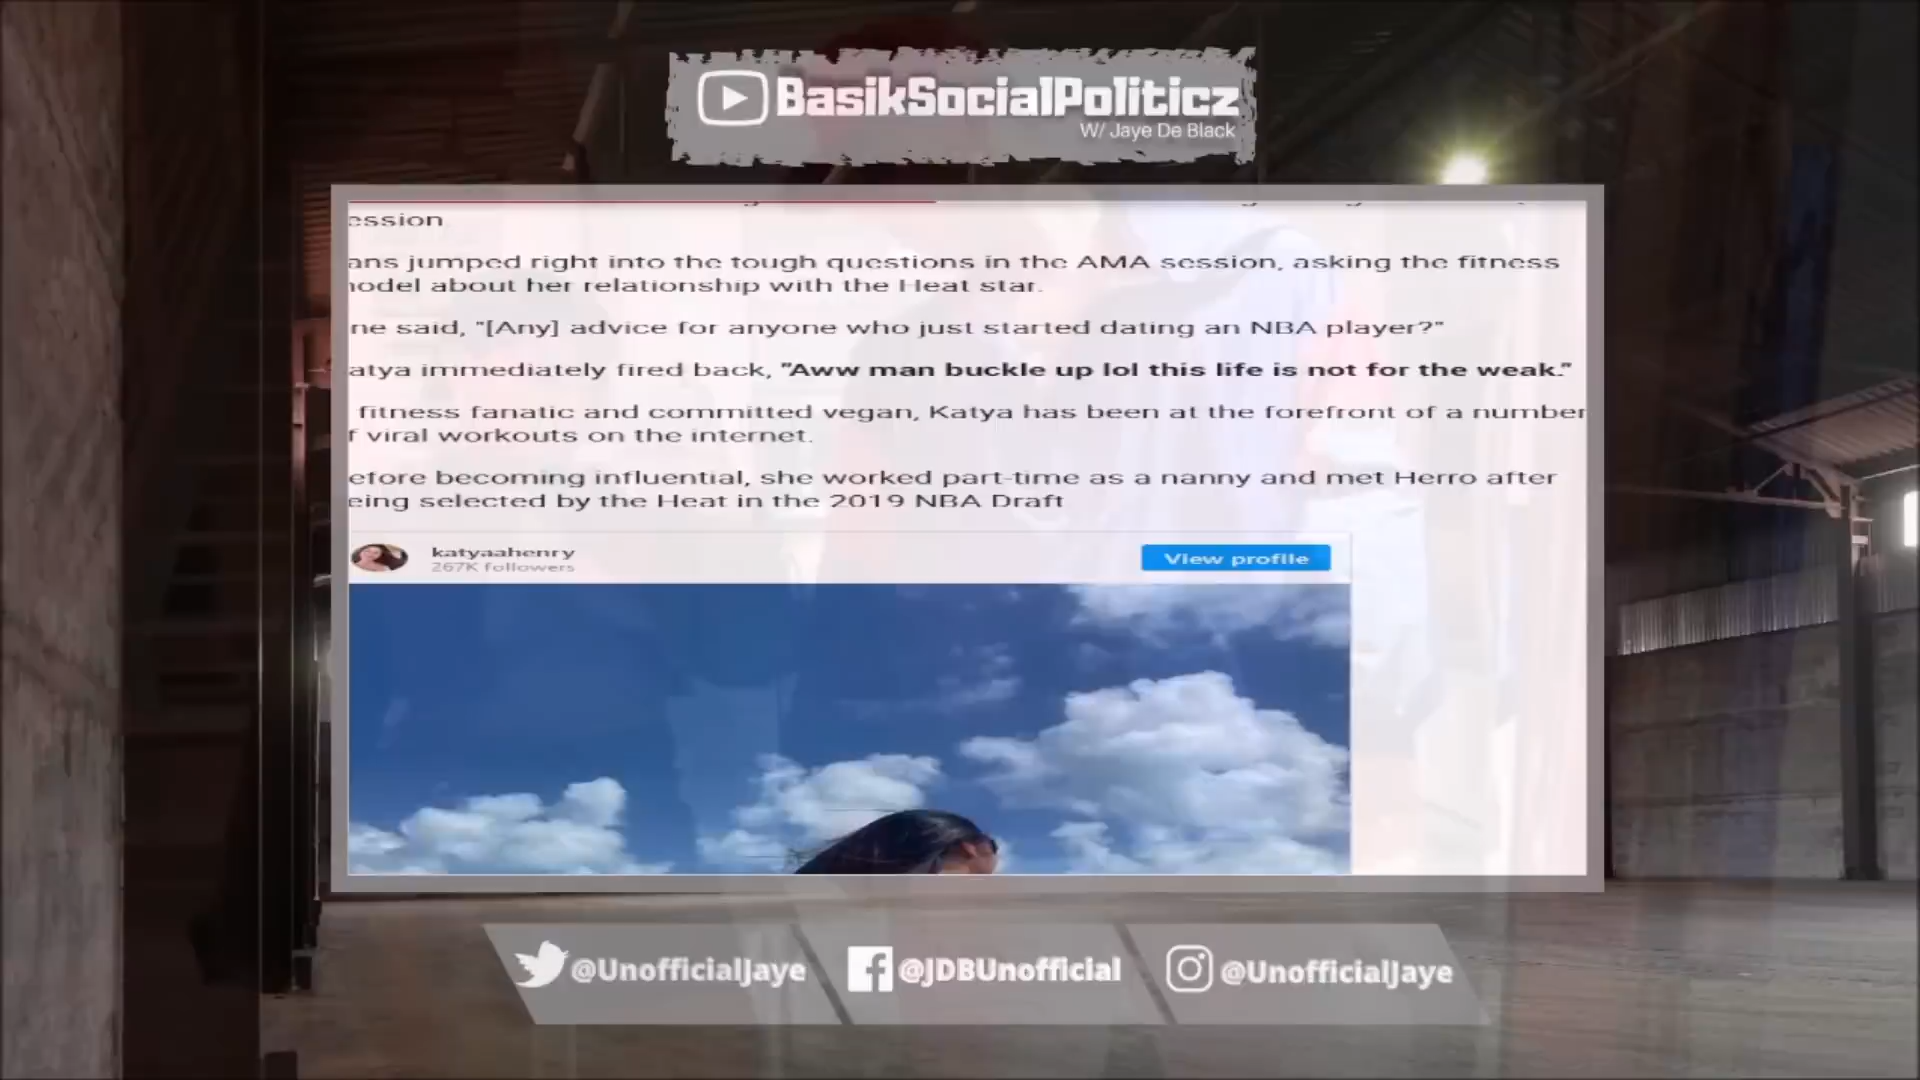 BasikSocialPoliticz
W/ Jaye De Black
ession
ans jumped right into the tough questions in the AMA session, asking the fitness
odel about her relationship with the Heat star.
ne said, "[Any] advice for anyone who just started dating an NBA player?"
atya immediately fired back, "Aww man buckle up lol this life is not for the weak."
fitness fanatic and committed vegan, Katya has been at the forefront of a number
f viral workouts on the internet.
efore becoming influential, she worked part-time as a nanny and met Herro after
eing selected by the Heat in the 2019 NBA Draft
katyaahenry
267K followers
View profile
@UnofficialJaye
@JDBUnofficial
@UnofficialJaye